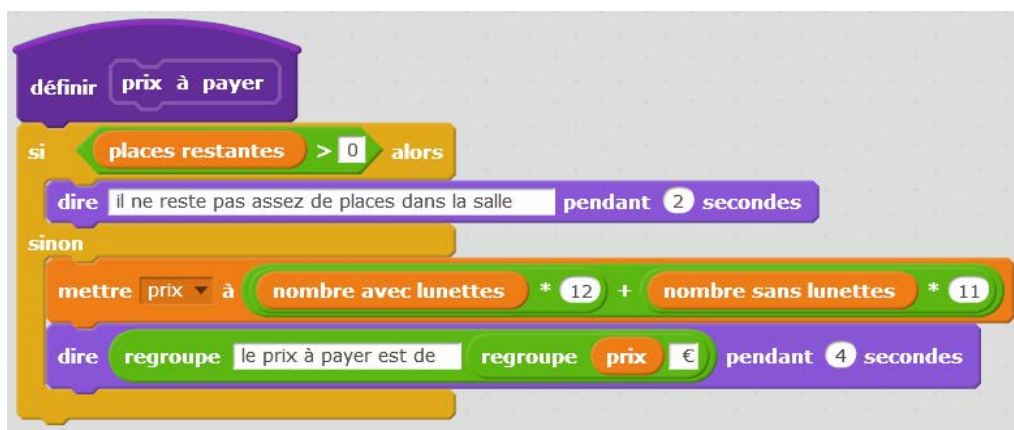 définir prix à payer
si places restantes > 0 alors
dire il ne reste pas assez de places dans la salle pendant 2 secondes
sinon
mettre prix à nombre avec lunettes * 12 + nombre sans lunettes * 11
dire regroupe le prix à payer est de regroupe prix € pendant 4 secondes